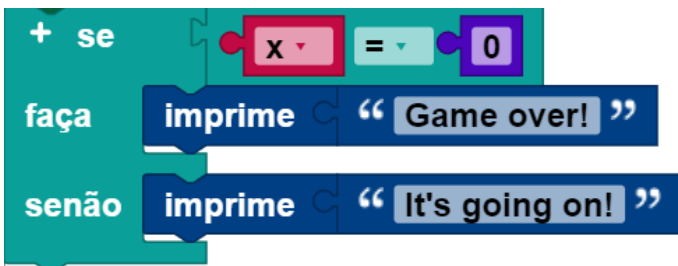 + se x = 0
faça imprime “ Game over! ”
senão imprime “ It's going on! ”